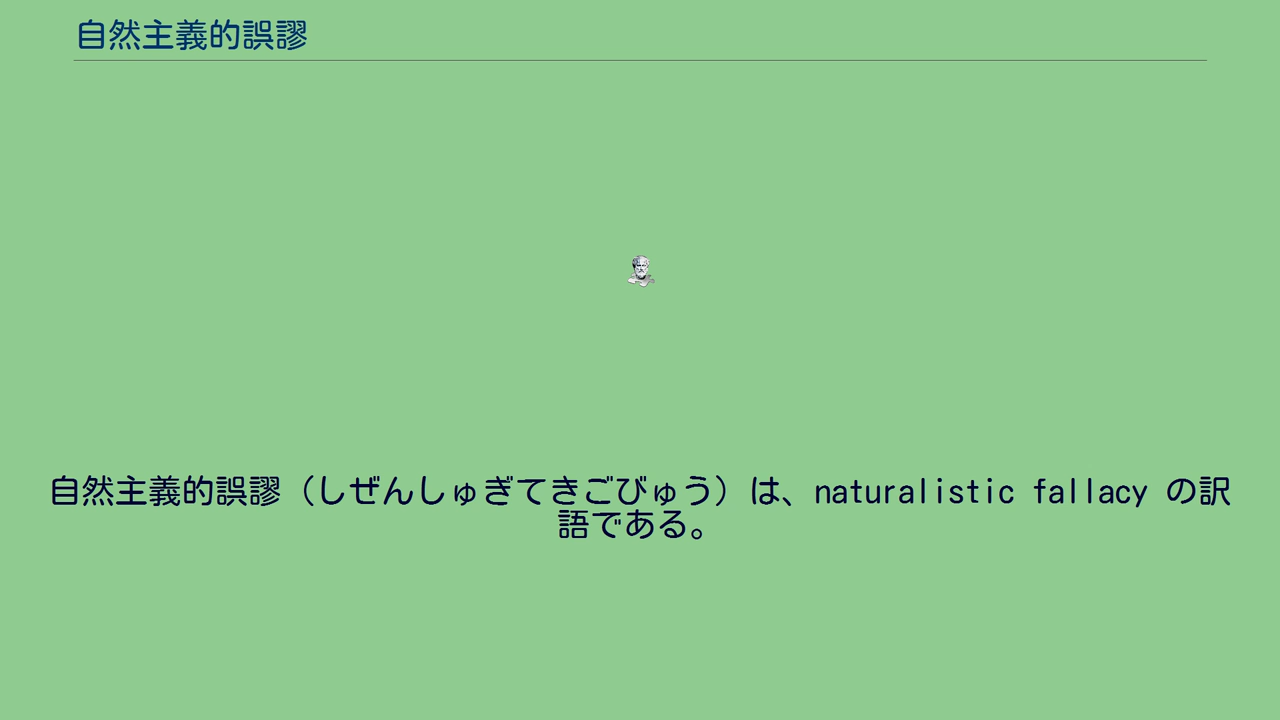 自然主義的誤謬
自然主義的誤謬（しぜんしゅぎてきごびゅう）は、naturalistic fallacy の訳
語である。